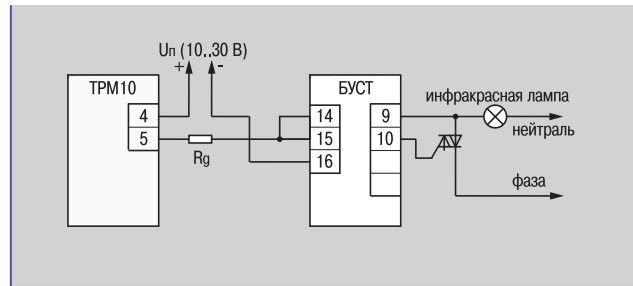 Uп (10..30 В)
+ -
ТРМ10
БУСТ
4
5
Rg
14
15
16
9
10
инфракрасная лампа
нейтраль
фаза